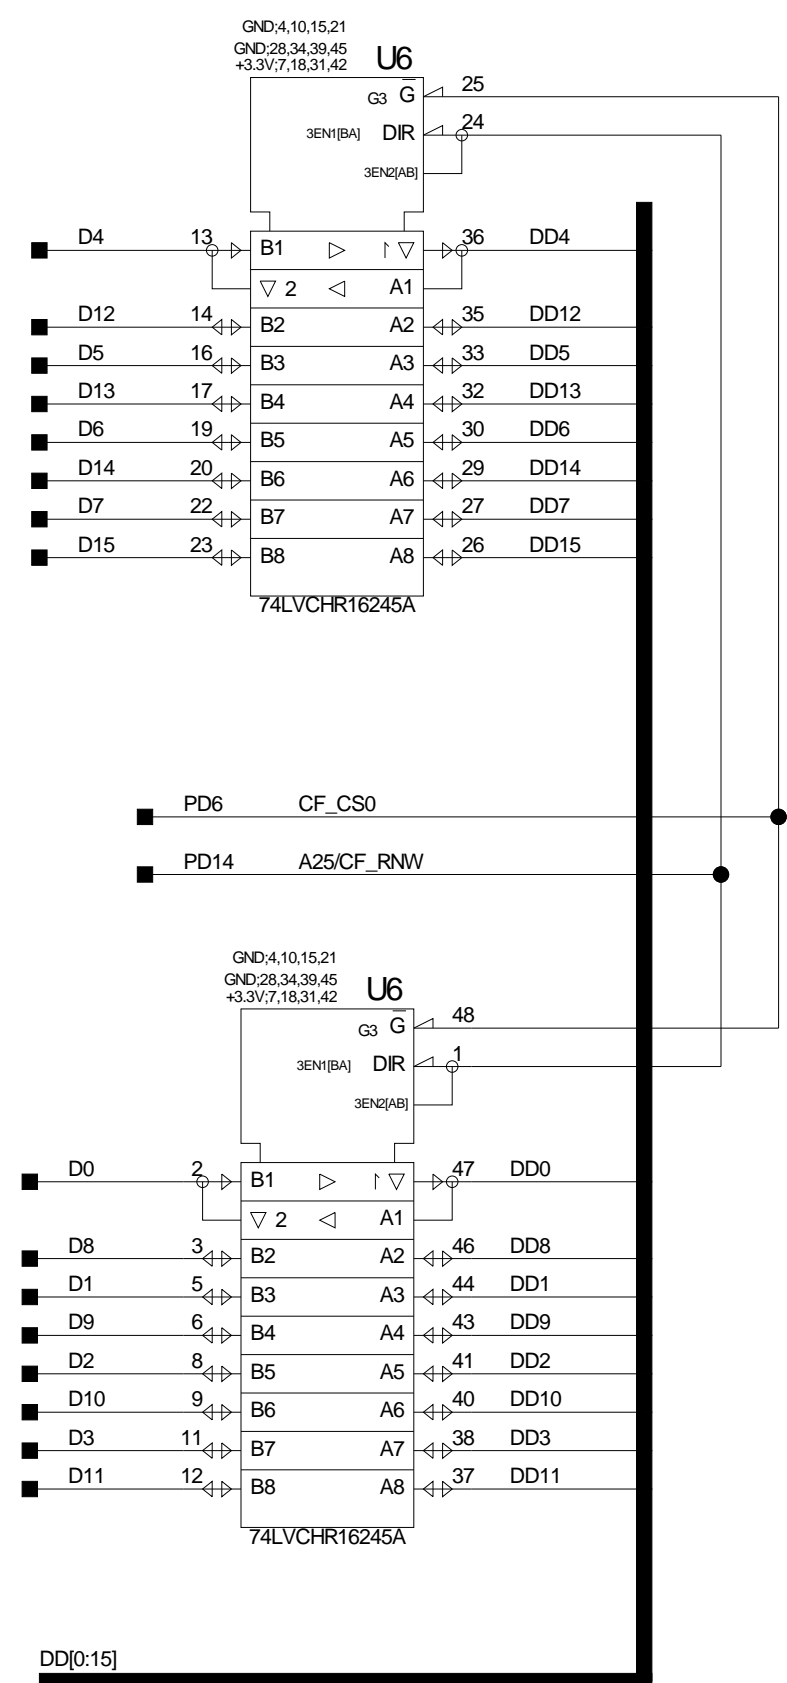 GND;4,10,15,21
GND;28,34,39,45
+3.3V;7,18,31,42 U6
G3 G 25
3EN1[BA] DIR 24
3EN2[AB]
D4 13 B1 1 36 DD4
2 A1
D12 14 B2 A2 35 DD12
D5 16 B3 A3 33 DD5
D13 17 B4 A4 32 DD13
D6 19 B5 A5 30 DD6
D14 20 B6 A6 29 DD14
D7 22 B7 A7 27 DD7
D15 23 B8 A8 26 DD15
74LVCHR16245A
PD6 CF_CS0
PD14 A25/CF_RNW
GND;4,10,15,21
GND;28,34,39,45
+3.3V;7,18,31,42 U6
G3 G 48
3EN1[BA] DIR 1
3EN2[AB]
D0 2 B1 1 47 DD0
2 A1
D8 3 B2 A2 46 DD8
D1 5 B3 A3 44 DD1
D9 6 B4 A4 43 DD9
D2 8 B5 A5 41 DD2
D10 9 B6 A6 40 DD10
D3 11 B7 A7 38 DD3
D11 12 B8 A8 37 DD11
74LVCHR16245A
DD[0:15]